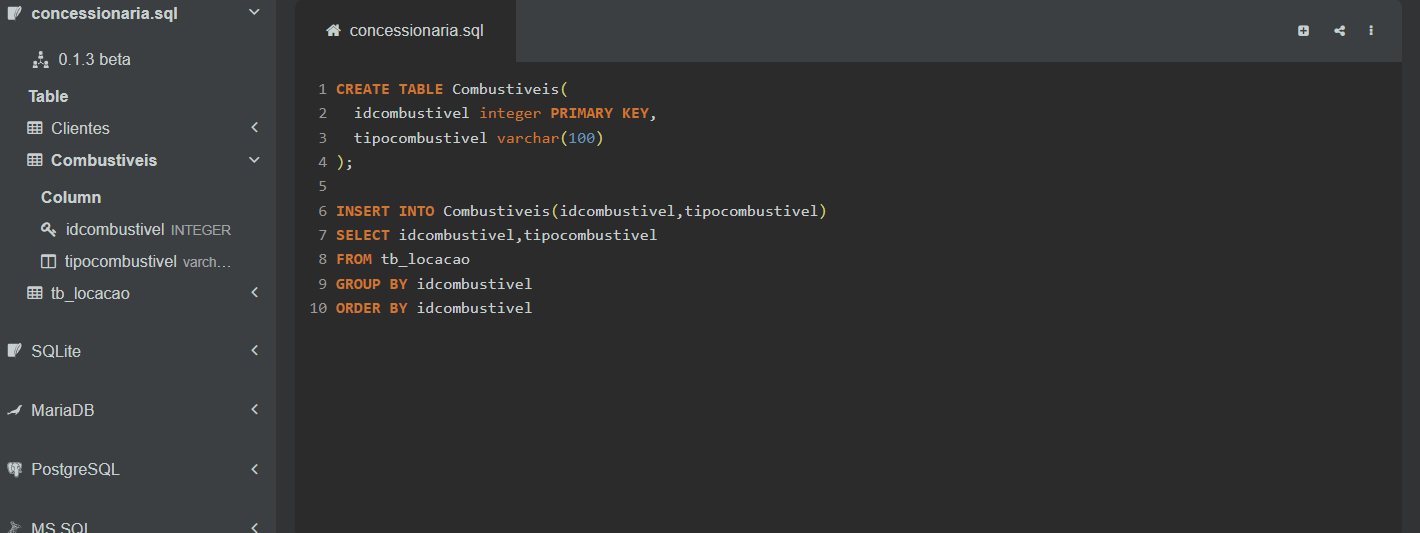 concessionaria.sql
0.1.3 beta
Table
Clientes
Combustiveis
Column
idcombustivel INTEGER
tipocombustivel varch...
tb_locacao
SQLite
MariaDB
PostgreSQL
MS SQL
concessionaria.sql
1 CREATE TABLE Combustiveis(
2 idcombustivel integer PRIMARY KEY,
3 tipocombustivel varchar(100)
4 );
5
6 INSERT INTO Combustiveis(idcombustivel,tipocombustivel)
7 SELECT idcombustivel,tipocombustivel
8 FROM tb_locacao
9 GROUP BY idcombustivel
10 ORDER BY idcombustivel